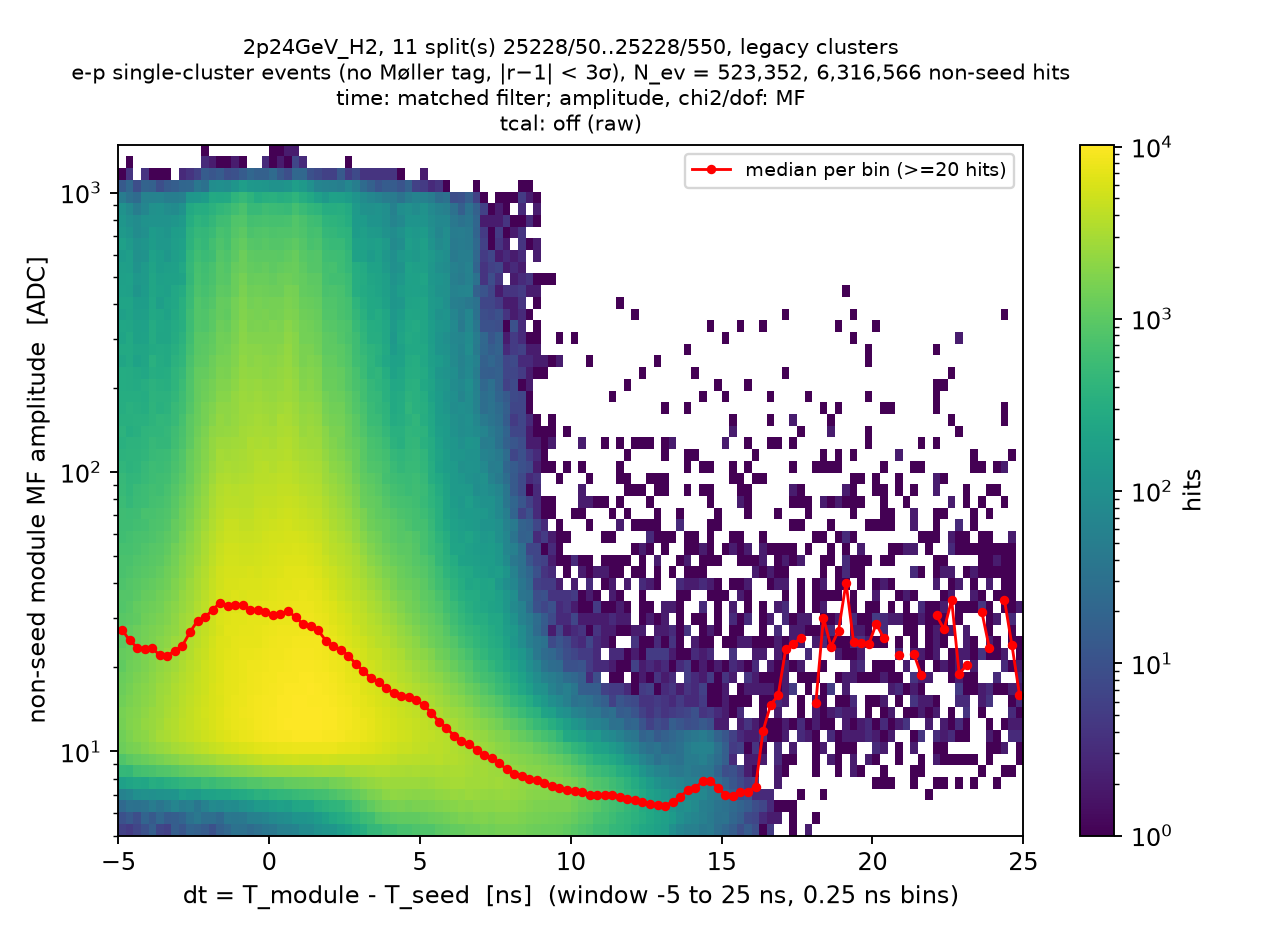 2p24GeV_H2, 11 split(s) 25228/50..25228/550, legacy clusters
e-p single-cluster events (no Møller tag, |r−1| < 3σ), N_ev = 523,352, 6,316,566 non-seed hits
time: matched filter; amplitude, chi2/dof: MF
tcal: off (raw)
median per bin (>=20 hits)
non-seed module MF amplitude [ADC]
10³
10²
10¹
−5 0 5 10 15 20 25
dt = T_module - T_seed [ns] (window -5 to 25 ns, 0.25 ns bins)
10⁴
10³
10²
10¹
10⁰
hits